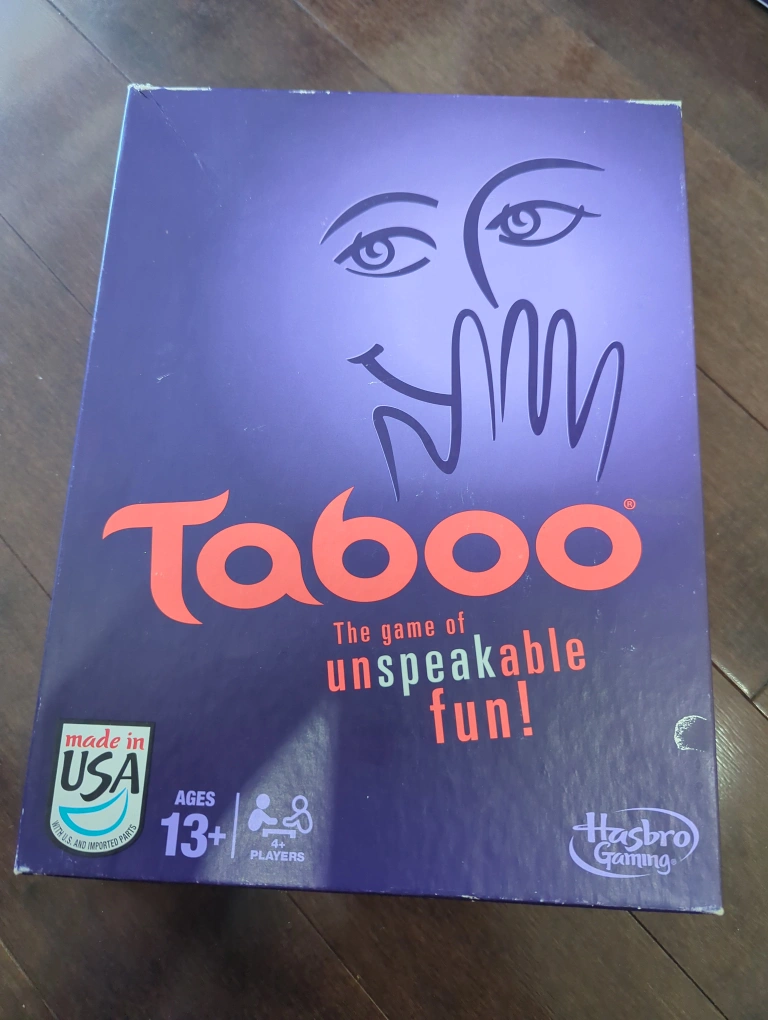 Taboo®
The game of
unspeakable
fun!
made in
USA
WITH U.S. AND IMPORTED PARTS
AGES
13+
4+
PLAYERS
Hasbro
Gaming